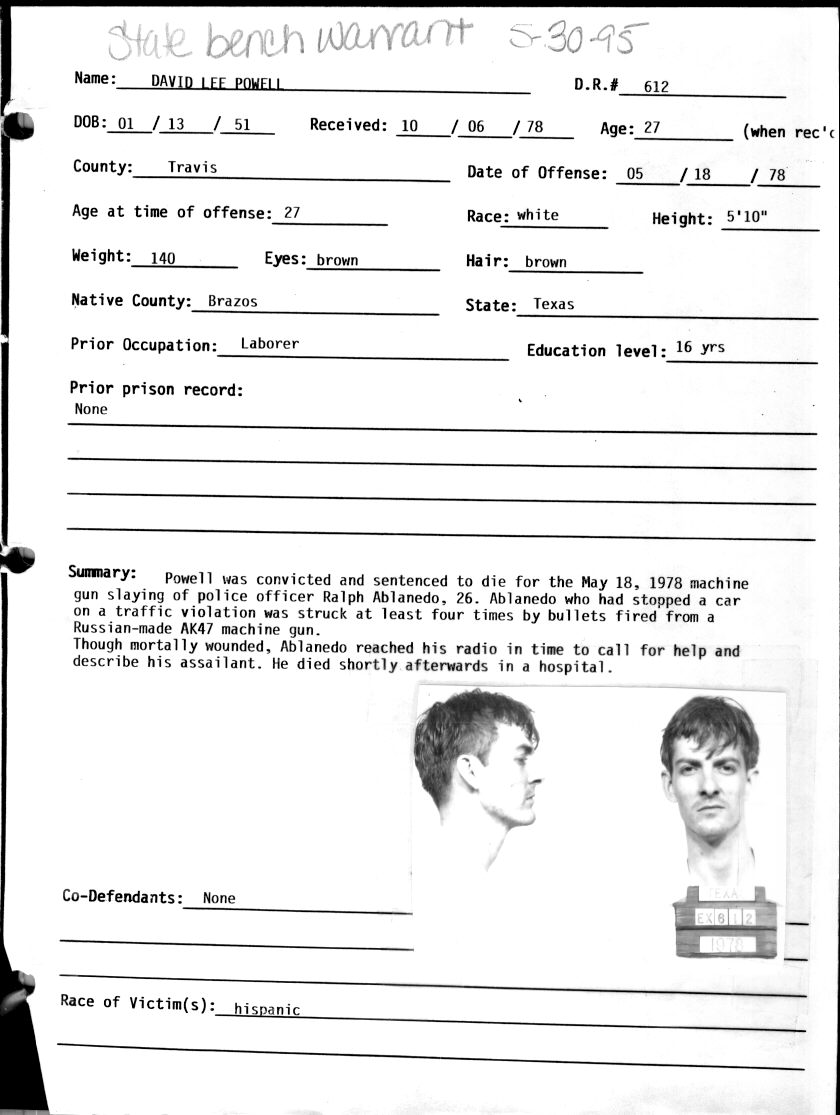 State bench warrant 5-30-95
Name: DAVID LEE POWELL D.R.# 612
DOB: 01 / 13 / 51 Received: 10 / 06 / 78 Age: 27 (when rec'd
County: Travis Date of Offense: 05 / 18 / 78
Age at time of offense: 27 Race: white Height: 5'10"
Weight: 140 Eyes: brown Hair: brown
Native County: Brazos State: Texas
Prior Occupation: Laborer Education level: 16 yrs
Prior prison record:
None
Summary: Powell was convicted and sentenced to die for the May 18, 1978 machine
gun slaying of police officer Ralph Ablanedo, 26. Ablanedo who had stopped a car
on a traffic violation was struck at least four times by bullets fired from a
Russian-made AK47 machine gun.
Though mortally wounded, Ablanedo reached his radio in time to call for help and
describe his assailant. He died shortly afterwards in a hospital.
TEXA
EX 612
1978
Co-Defendants: None
Race of Victim(s): hispanic